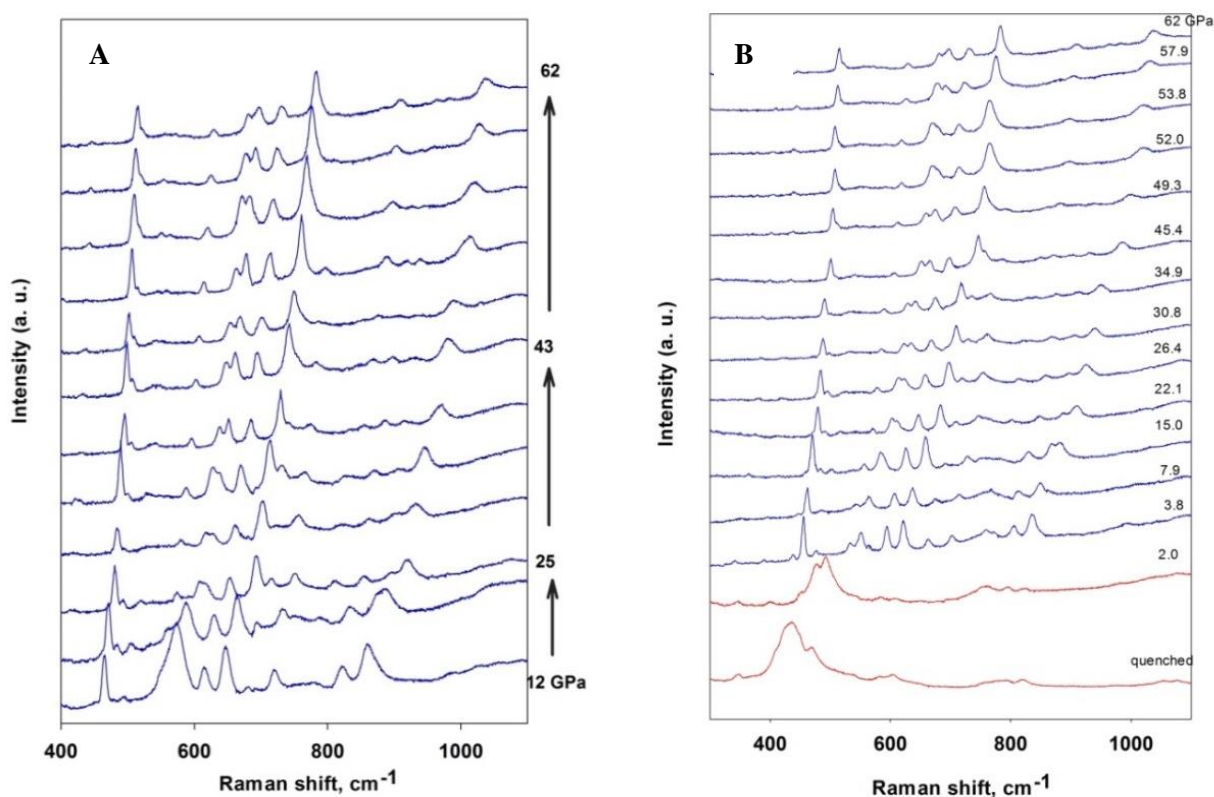 A
62
43
25
12 GPa
Intensity (a. u.)
400 600 800 1000
Raman shift, cm-1
B
62 GPa
57.9
53.8
52.0
49.3
45.4
34.9
30.8
26.4
22.1
15.0
7.9
3.8
2.0
quenched
Intensity (a. u.)
400 600 800 1000
Raman shift, cm-1